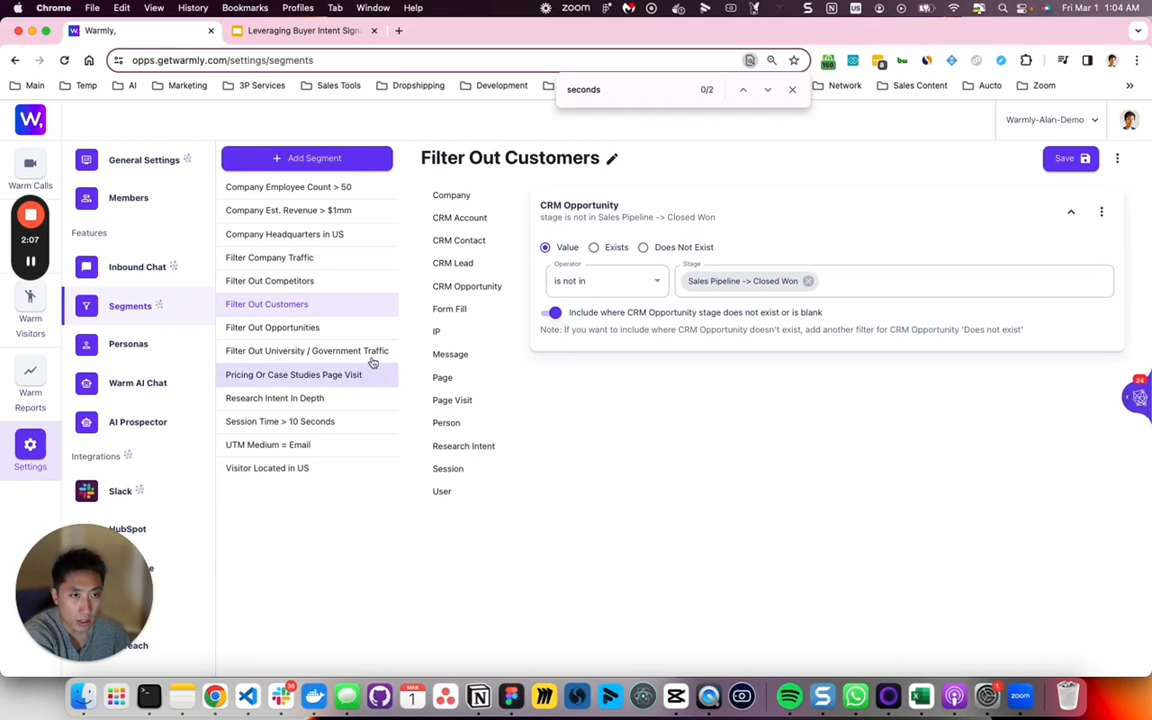 Chrome File Edit View History Bookmarks Profiles Tab Window Help
zoom
Fri Mar 1 1:04 AM
W, Warmly,
Leveraging Buyer Intent Sign
opps.getwarmly.com/settings/segments
Main Temp AI Marketing 3P Services Sales Tools Dropshipping Development
Network Sales Content Auto Zoom
seconds 0/2
W,
Warmly-Alan-Demo
Warm Calls
2:07
Warm Visitors
Warm Reports
Settings
General Settings
Members
Features
Inbound Chat
Segments
Personas
Warm AI Chat
AI Prospector
Integrations
Slack
HubSpot
each
+ Add Segment
Company Employee Count > 50
Company Est. Revenue > $1mm
Company Headquarters in US
Filter Company Traffic
Filter Out Competitors
Filter Out Customers
Filter Out Opportunities
Filter Out University / Government Traffic
Pricing Or Case Studies Page Visit
Research Intent In Depth
Session Time > 10 Seconds
UTM Medium = Email
Visitor Located in US
Filter Out Customers
Save
Company
CRM Account
CRM Contact
CRM Lead
CRM Opportunity
Form Fill
IP
Message
Page
Page Visit
Person
Research Intent
Session
User
CRM Opportunity
stage is not in Sales Pipeline -> Closed Won
Value Exists Does Not Exist
Operator
is not in
Stage
Sales Pipeline -> Closed Won
Include where CRM Opportunity stage does not exist or is blank
Note: If you want to include where CRM Opportunity doesn't exist, add another filter for CRM Opportunity 'Does not exist'
24
zoom